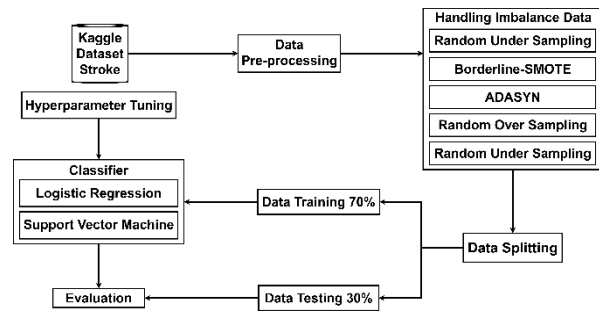 Kaggle
Dataset
Stroke
Data
Pre-processing
Handling Imbalance Data
Random Under Sampling
Borderline-SMOTE
ADASYN
Random Over Sampling
Random Under Sampling
Hyperparameter Tuning
Classifier
Logistic Regression
Support Vector Machine
Data Training 70%
Data Splitting
Data Testing 30%
Evaluation